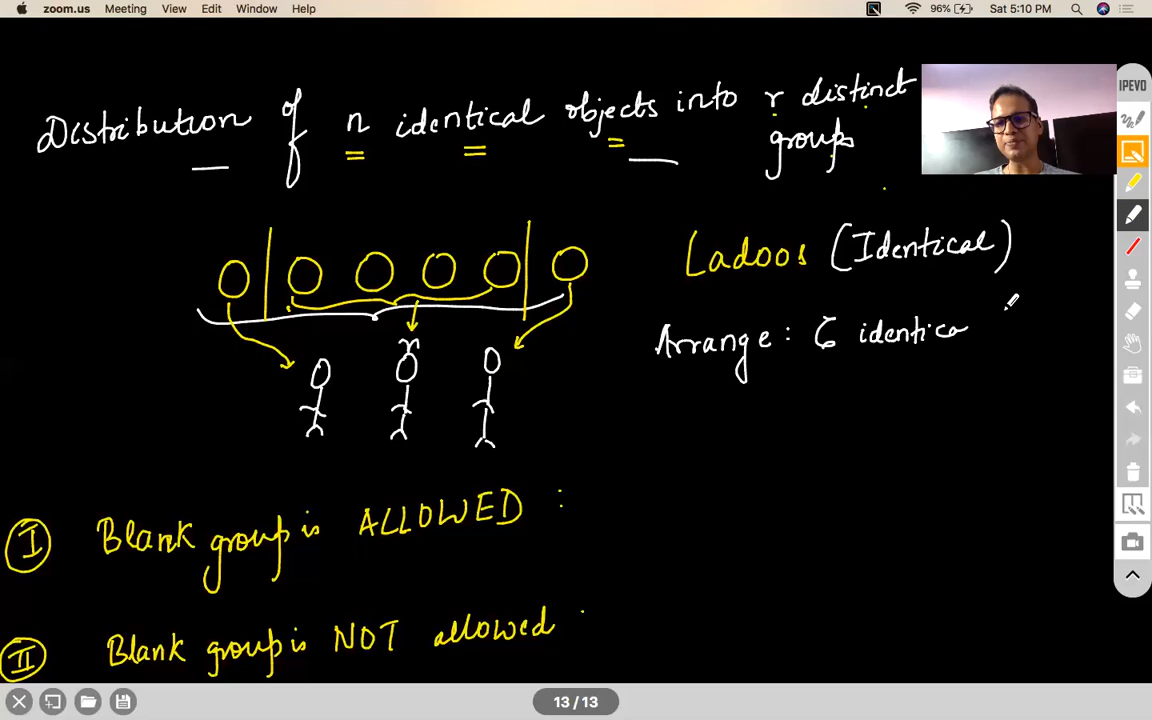 zoom.us Meeting View Edit Window Help 96% Sat 5:10 PM
Distribution of n identical objects into r distinct
groups
IPEVO
Ladoos (Identical)
Arrange: 6 identica
I Blank group is ALLOWED :
II Blank group is NOT allowed :
13 / 13